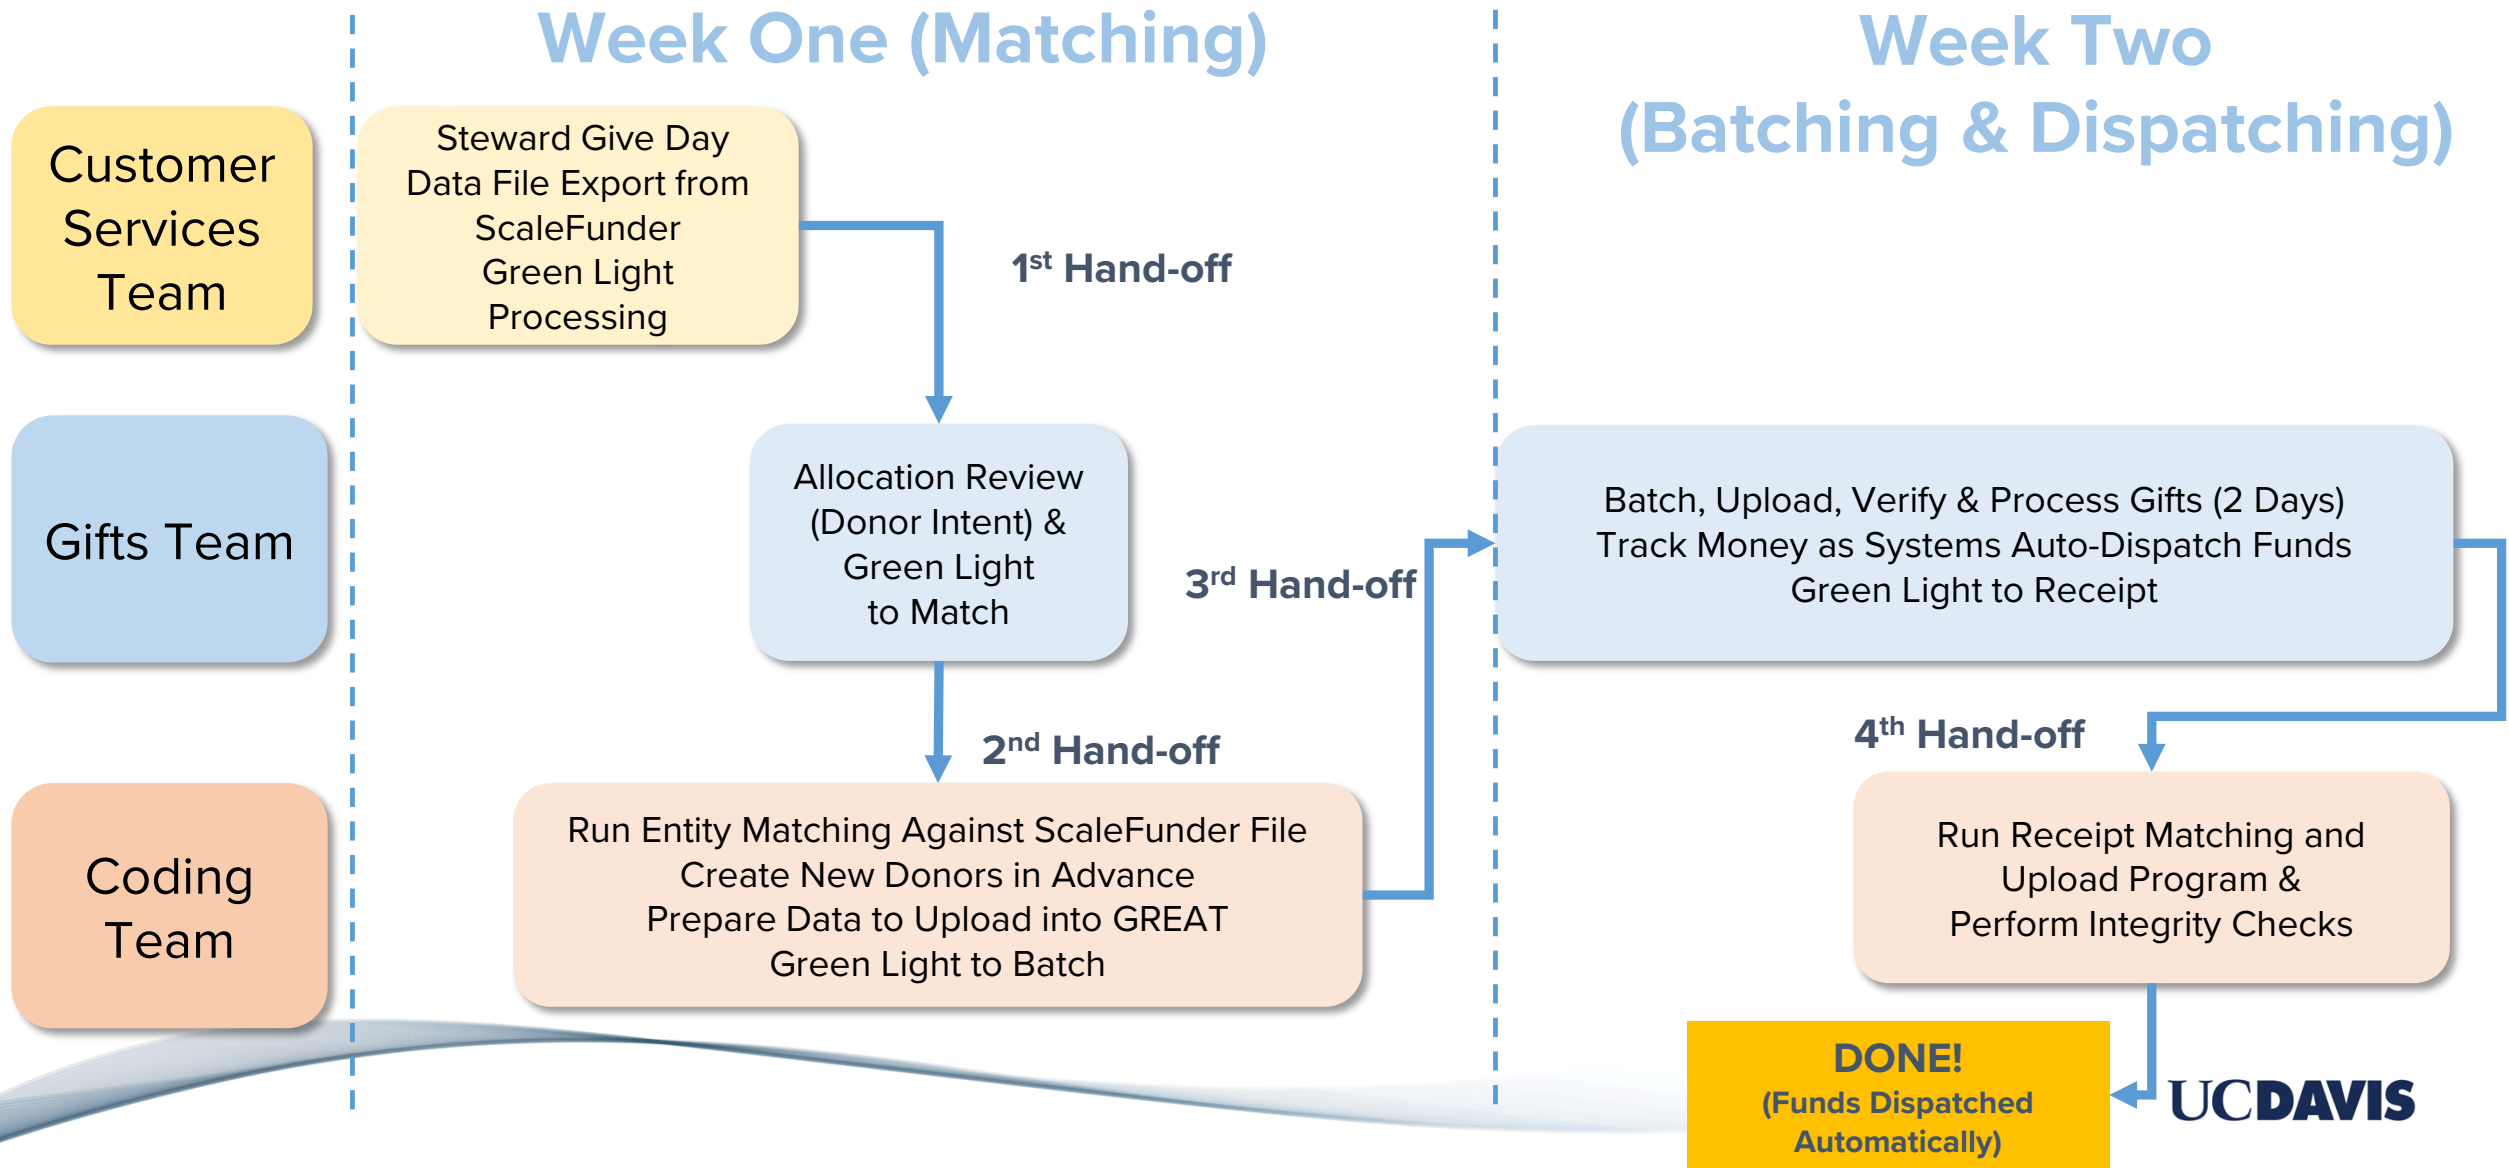 Week One (Matching)
Week Two
(Batching & Dispatching)
Customer
Services
Team
Steward Give Day
Data File Export from
ScaleFunder
Green Light
Processing
1st Hand-off
Gifts Team
Allocation Review
(Donor Intent) &
Green Light
to Match
3rd Hand-off
Batch, Upload, Verify & Process Gifts (2 Days)
Track Money as Systems Auto-Dispatch Funds
Green Light to Receipt
2nd Hand-off
4th Hand-off
Coding
Team
Run Entity Matching Against ScaleFunder File
Create New Donors in Advance
Prepare Data to Upload into GREAT
Green Light to Batch
Run Receipt Matching and
Upload Program &
Perform Integrity Checks
DONE!
(Funds Dispatched
Automatically)
UCDAVIS